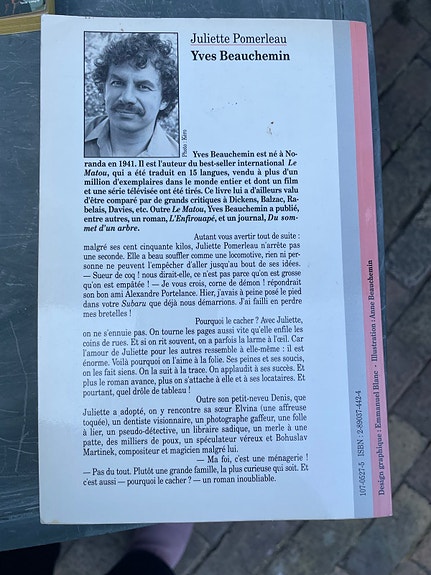 Juliette Pomerleau
Yves Beauchemin
Photo : Kèro
Yves Beauchemin est né à No-
randa en 1941. Il est l'auteur du best-seller international Le
Matou, qui a été traduit en 15 langues, vendu à plus d'un
million d'exemplaires dans le monde entier et dont un film
et une série télévisée ont été tirés. Ce livre lui a d'ailleurs valu
d'être comparé par de grands critiques à Dickens, Balzac, Ra-
belais, Davies, etc. Outre Le Matou, Yves Beauchemin a publié,
entre autres, un roman, L'Enfirouapé, et un journal, Du som-
met d'un arbre.
Autant vous avertir tout de suite :
malgré ses cent cinquante kilos, Juliette Pomerleau n'arrête pas
une seconde. Elle a beau souffler comme une locomotive, rien ni per-
sonne ne peuvent l'empêcher d'aller jusqu'au bout de ses idées.
— Sueur de coq ! nous dirait-elle, ce n'est pas parce qu'on est grosse
qu'on est empâtée ! — Je vous crois, corne de démon ! répondrait
son bon ami Alexandre Portelance. Hier, j'avais à peine posé le pied
dans votre Subaru que déjà nous démarrions. J'ai failli en perdre
mes bretelles !
Pourquoi le cacher ? Avec Juliette,
on ne s'ennuie pas. On tourne les pages aussi vite qu'elle enfile les
coins de rues. Et si on rit souvent, on a parfois la larme à l'œil. Car
l'amour de Juliette pour les autres ressemble à elle-même : il est
énorme. Voilà pourquoi on l'aime à la folie. Ses peines et ses soucis,
on les fait siens. On la suit à la trace. On applaudit à ses succès. Et
plus le roman avance, plus on s'attache à elle et à ses locataires. Et
pourtant, quel drôle de tableau !
Outre son petit-neveu Denis, que
Juliette a adopté, on y rencontre sa sœur Elvina (une affreuse
toquée), un dentiste visionnaire, un photographe gaffeur, une folle
à lier, un pseudo-détective, un libraire sadique, un merle à une
patte, des milliers de poux, un spéculateur véreux et Bohuslav
Martinek, compositeur et magicien malgré lui.
— Ma foi, c'est une ménagerie !
— Pas du tout. Plutôt une grande famille, la plus curieuse qui soit. Et
c'est aussi — pourquoi le cacher ? — un roman inoubliable.
107-0527-5 ISBN : 2-89037-442-4
Design graphique : Emmanuel Blanc - Illustration : Anne Beauchemin